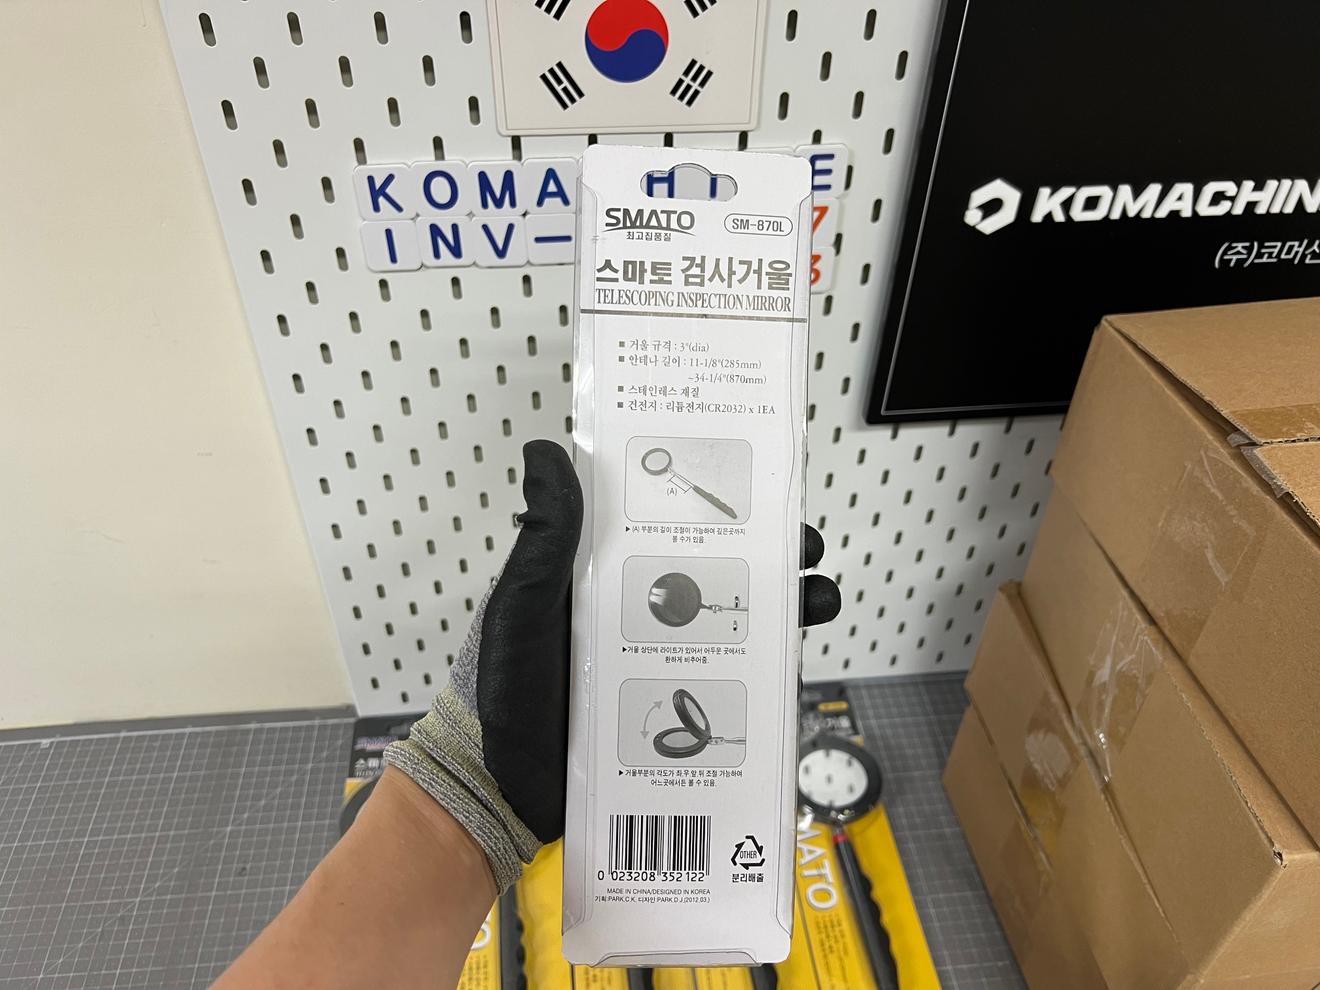 KOMA
H I
E
INV-
7
3
KOMACHIN
(주)코머신
SMATO
최고집품질
SM-870L
스마토 검사거울
TELESCOPING INSPECTION MIRROR
■ 거울 규격 : 3"(dia)
■ 안테나 길이 : 11-1/8"(285mm)
~34-1/4"(870mm)
■ 스테인레스 재질
■ 건전지 : 리튬전지(CR2032) x 1EA
(A)
▶ (A) 부분의 길이 조절이 가능하여 깊은곳까지
볼 수가 있음.
▶거울 상단에 라이트가 있어서 어두운 곳에서도
환하게 비추어줌.
▶ 거울부분의 각도가 좌,우,앞,뒤 조절 가능하여
어느곳에서든 볼 수 있음.
0 023208 352122
OTHER
분리배출
MADE IN CHINA/DESIGNED IN KOREA
기획:PARK.C.K. 디자인:PARK.D.J.(2012.03.)
MATO